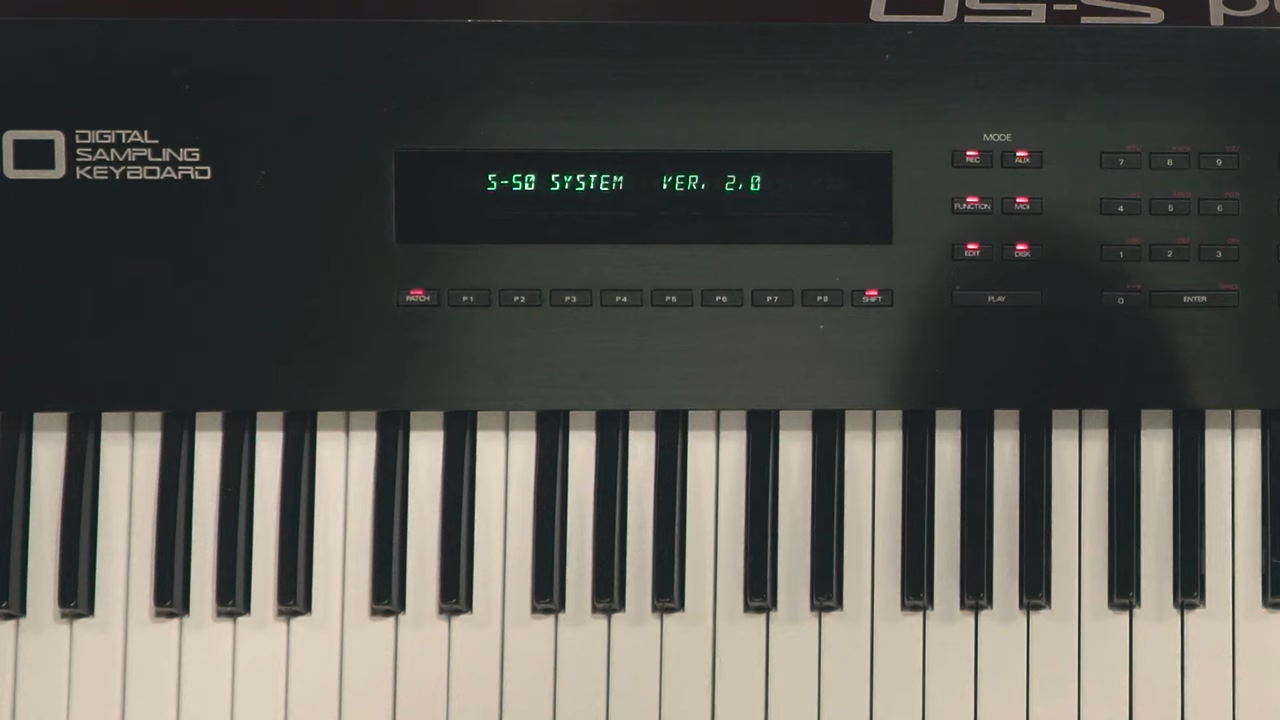 S-50
DIGITAL
SAMPLING
KEYBOARD
S-50 SYSTEM VER. 2.0
MODE
REC AUX
FUNCTION MIDI
EDIT DISK
PLAY
7 8 9
4 5 6
1 2 3
0 ENTER
PATCH P1 P2 P3 P4 P5 P6 P7 P8 SHIFT